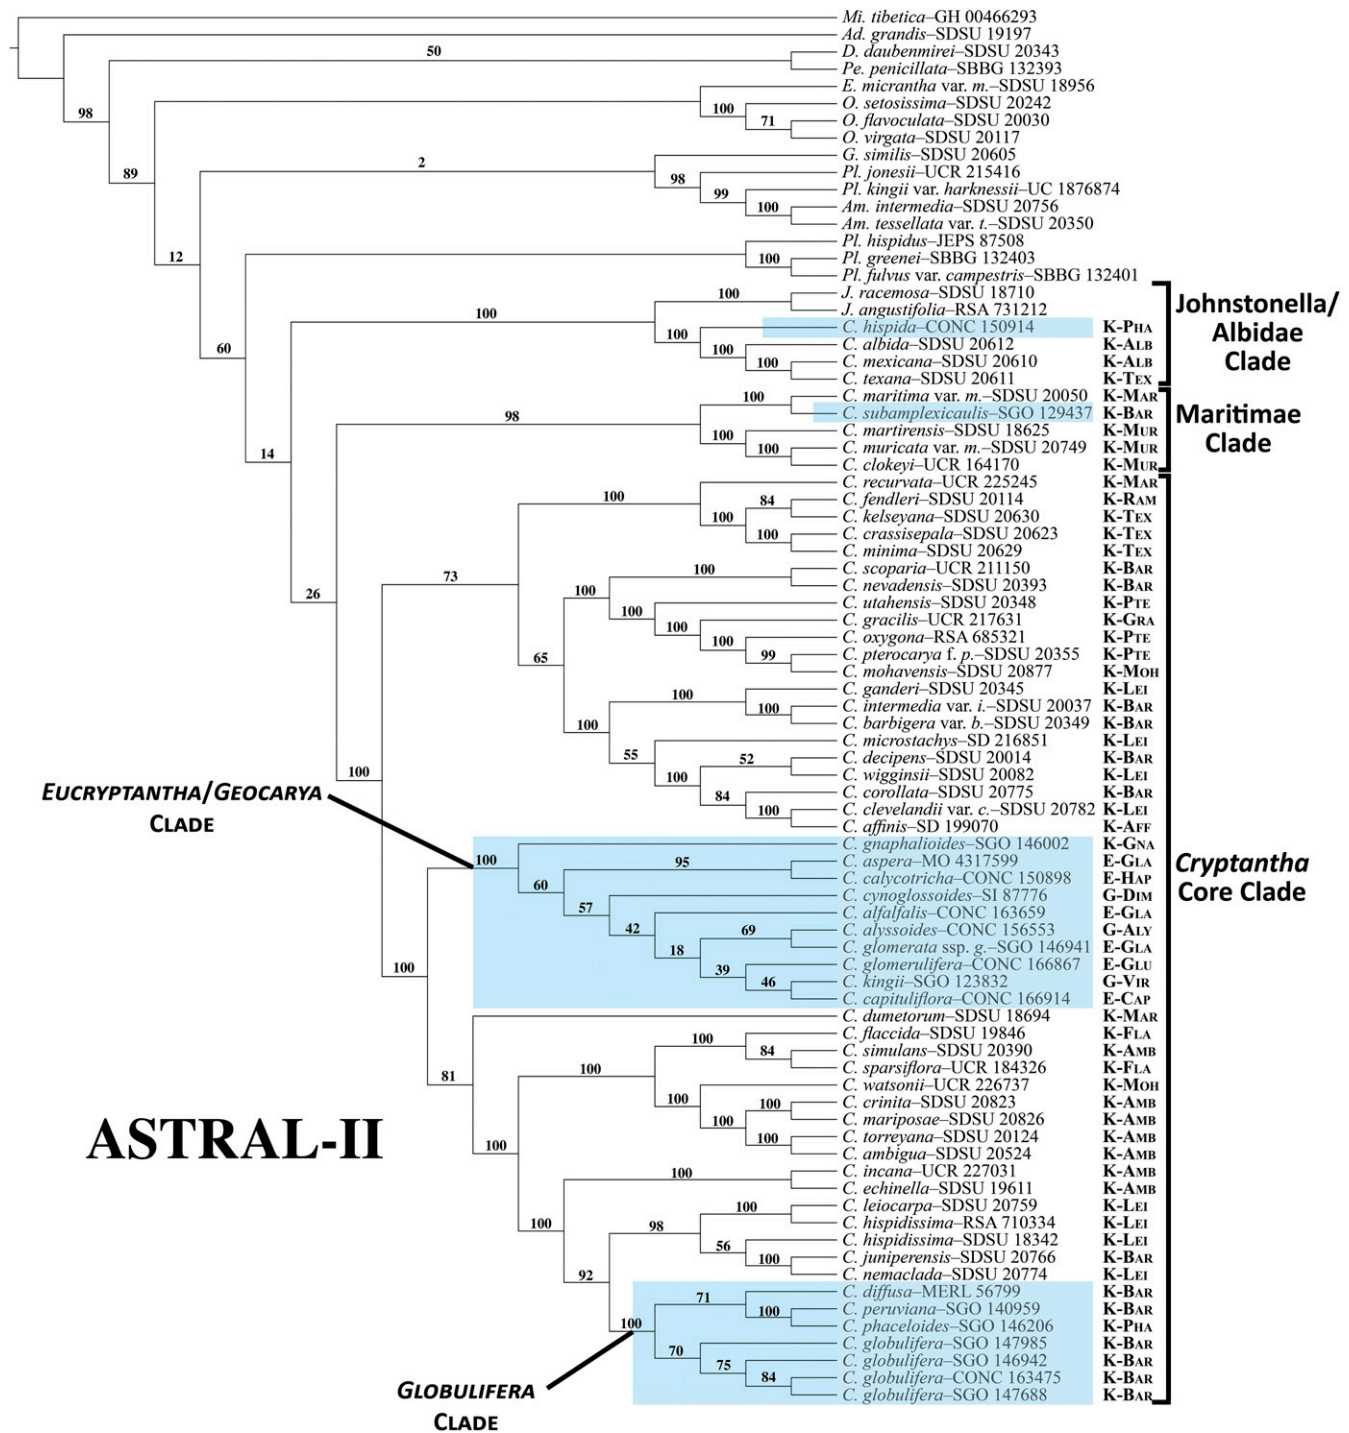 Mi. tibetica–GH 00466293
Ad. grandis–SDSU 19197
50
D. daubenmirei–SDSU 20343
Pe. penicillata–SBBG 132393
E. micrantha var. m.–SDSU 18956
98
100
O. setosissima–SDSU 20242
71
O. flavoculata–SDSU 20030
O. virgata–SDSU 20117
2
G. similis–SDSU 20605
89
98
Pl. jonesii–UCR 215416
99
Pl. kingii var. harknessii–UC 1876874
100
Am. intermedia–SDSU 20756
Am. tessellata var. t.–SDSU 20350
12
Pl. hispidus–JEPS 87508
100
Pl. greenei–SBBG 132403
Pl. fulvus var. campestris–SBBG 132401
100
J. racemosa–SDSU 18710
J. angustifolia–RSA 731212
100
100
C. hispida–CONC 150914 K-PHA
60
100
C. albida–SDSU 20612 K-ALB
100
C. mexicana–SDSU 20610 K-ALB
C. texana–SDSU 20611 K-TEX
Johnstonella/
Albidae
Clade
100
C. maritima var. m.–SDSU 20050 K-MAR
98
C. subamplexicaulis–SGO 129437 K-BAR
100
C. martirensis–SDSU 18625 K-MUR
100
C. muricata var. m.–SDSU 20749 K-MUR
14
C. clokeyi–UCR 164170 K-MUR
Maritimae
Clade
100
C. recurvata–UCR 225245 K-MAR
84
C. fendleri–SDSU 20114 K-RAM
100
C. kelseyana–SDSU 20630 K-TEX
100
C. crassisepala–SDSU 20623 K-TEX
C. minima–SDSU 20629 K-TEX
73
100
C. scoparia–UCR 211150 K-BAR
100
C. nevadensis–SDSU 20393 K-BAR
26
100
C. utahensis–SDSU 20348 K-PTE
100
C. gracilis–UCR 217631 K-GRA
100
C. oxygona–RSA 685321 K-PTE
65
99
C. pterocarya f. p.–SDSU 20355 K-PTE
C. mohavensis–SDSU 20877 K-MOH
100
C. ganderi–SDSU 20345 K-LEI
100
C. intermedia var. i.–SDSU 20037 K-BAR
100
C. barbigera var. b.–SDSU 20349 K-BAR
55
C. microstachys–SD 216851 K-LEI
52
C. decipens–SDSU 20014 K-BAR
100
100
C. wigginsii–SDSU 20082 K-LEI
84
C. corollata–SDSU 20775 K-BAR
100
C. clevelandii var. c.–SDSU 20782 K-LEI
C. affinis–SD 199070 K-AFF
EUCRYPTANTHA/GEOCARYA
CLADE
100
C. gnaphalioides–SGO 146002 K-GNA
95
C. aspera–MO 4317599 E-GLA
60
C. calycotricha–CONC 150898 E-HAP
57
C. cynoglossoides–SI 87776 G-DIM
42
C. alfalfalis–CONC 163659 E-GLA
69
C. alyssoides–CONC 156553 G-ALY
18
C. glomerata ssp. g.–SGO 146941 E-GLA
100
39
C. glomerulifera–CONC 166867 E-GLU
46
C. kingii–SGO 123832 G-VIR
C. capituliflora–CONC 166914 E-CAP
Cryptantha
Core Clade
81
C. dumetorum–SDSU 18694 K-MAR
100
C. flaccida–SDSU 19846 K-FLA
84
C. simulans–SDSU 20390 K-AMB
100
C. sparsiflora–UCR 184326 K-FLA
100
C. watsonii–UCR 226737 K-MOH
100
C. crinita–SDSU 20823 K-AMB
100
C. mariposae–SDSU 20826 K-AMB
100
C. torreyana–SDSU 20124 K-AMB
100
C. ambigua–SDSU 20524 K-AMB
ASTRAL-II
100
C. incana–UCR 227031 K-AMB
C. echinella–SDSU 19611 K-AMB
100
100
C. leiocarpa–SDSU 20759 K-LEI
98
C. hispidissima–RSA 710334 K-LEI
56
C. hispidissima–SDSU 18342 K-LEI
100
C. juniperensis–SDSU 20766 K-BAR
92
C. nemaclada–SDSU 20774 K-LEI
71
C. diffusa–MERL 56799 K-BAR
100
C. peruviana–SGO 140959 K-BAR
100
C. phaceloides–SGO 146206 K-PHA
70
C. globulifera–SGO 147985 K-BAR
75
C. globulifera–SGO 146942 K-BAR
84
C. globulifera–CONC 163475 K-BAR
C. globulifera–SGO 147688 K-BAR
GLOBULIFERA
CLADE